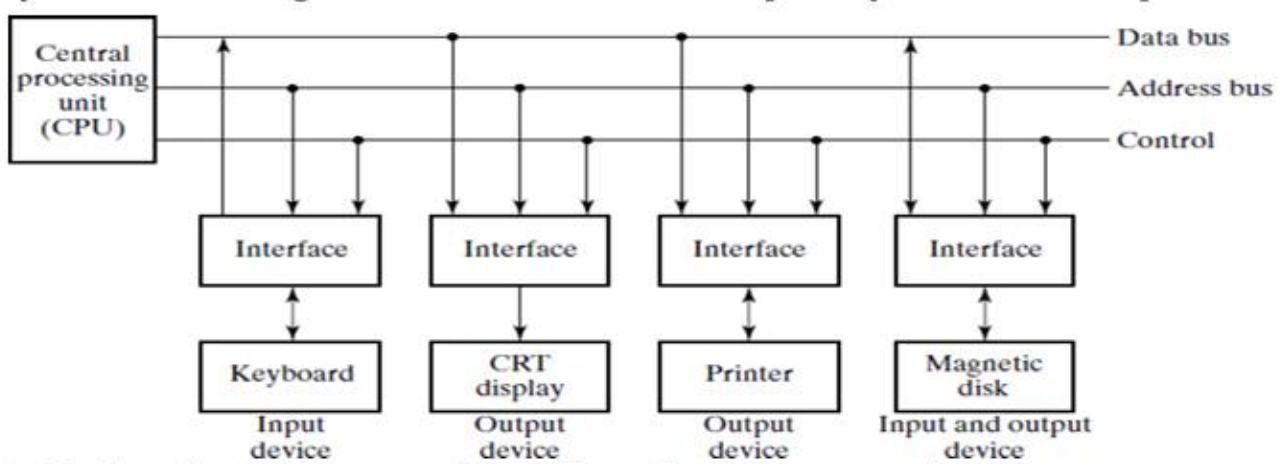 Central
processing
unit
(CPU)
Data bus
Address bus
Control
Interface
Interface
Interface
Interface
Keyboard
CRT
display
Printer
Magnetic
disk
Input
device
Output
device
Output
device
Input and output
device